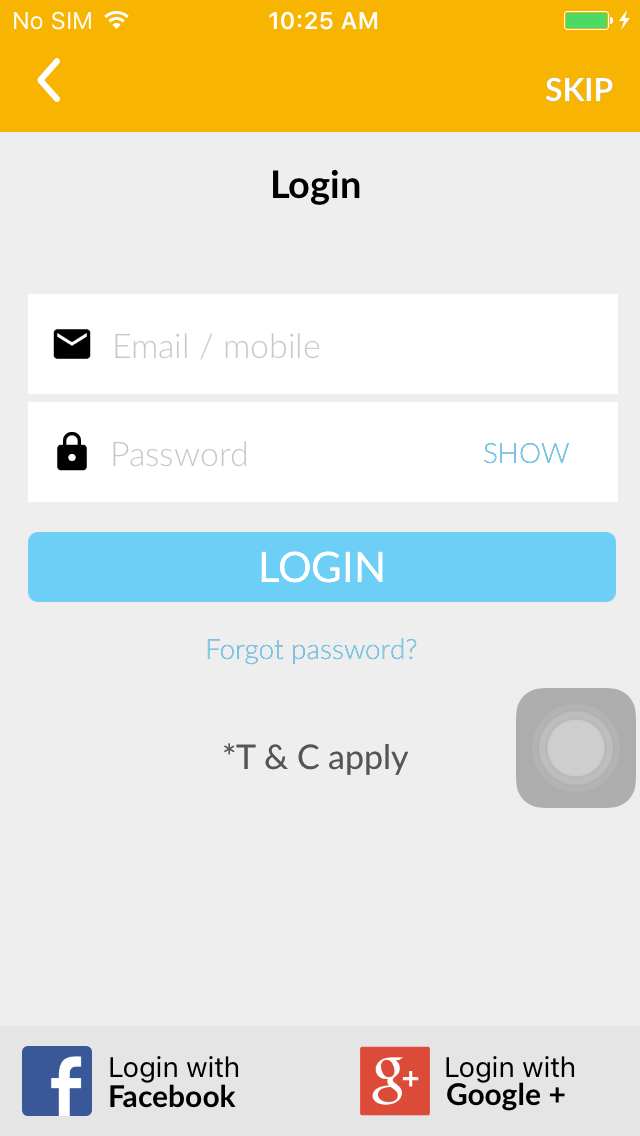 No SIM 10:25 AM
SKIP
Login
Email / mobile
Password SHOW
LOGIN
Forgot password?
*T & C apply
f Login with
Facebook
g+ Login with
Google +